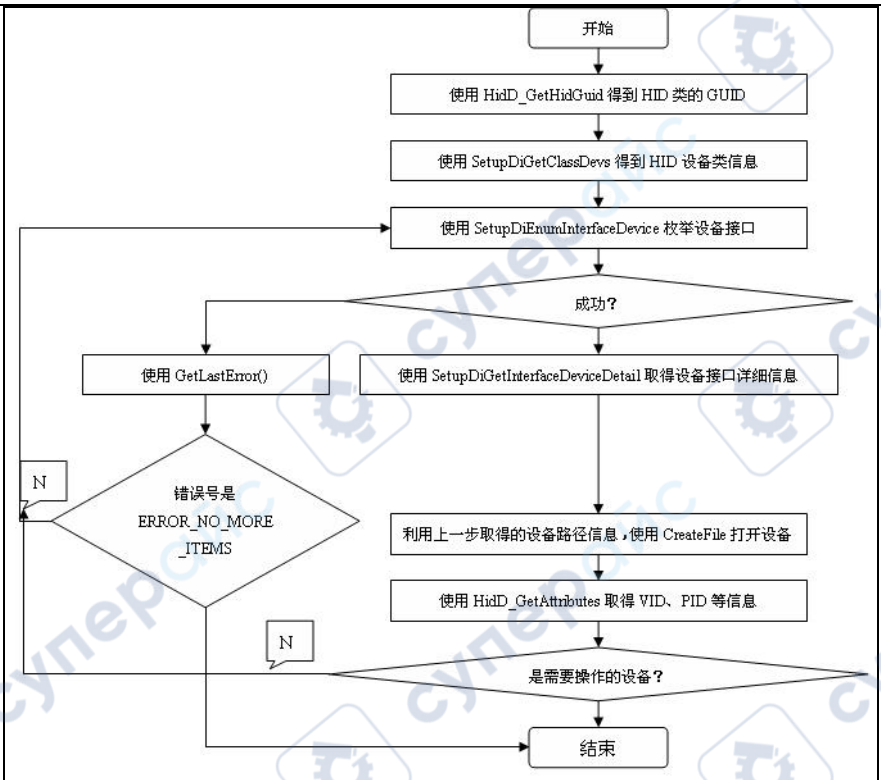 开始
使用 HidD_GetHidGuid 得到 HID 类的 GUID
使用 SetupDiGetClassDevs 得到 HID 设备类信息
使用 SetupDiEnumInterfaceDevice 枚举设备接口
成功？
使用 GetLastError()
使用 SetupDiGetInterfaceDeviceDetail 取得设备接口详细信息
N
错误号是
ERROR_NO_MORE
_ITEMS
利用上一步取得的设备路径信息，使用 CreateFile 打开设备
使用 HidD_GetAttributes 取得 VID、PID 等信息
N
是需要操作的设备？
结束
суперайс
суперайс
суперайс
суперайс